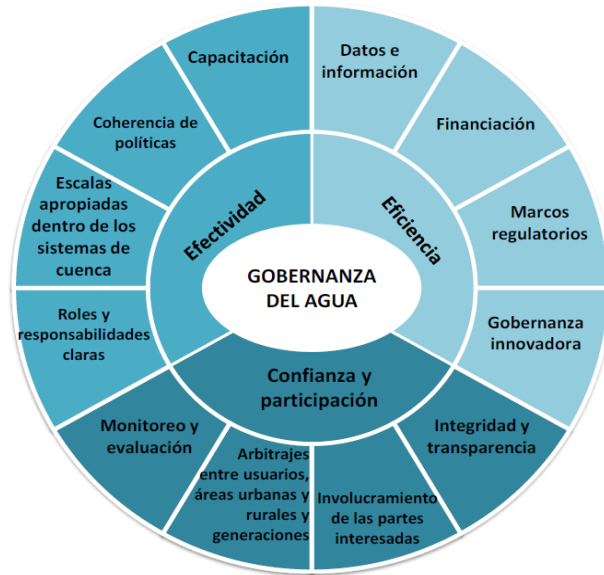 GOBERNANZA
DEL AGUA
Efectividad
Eficiencia
Confianza y
participación
Capacitación
Coherencia de
políticas
Escalas
apropiadas
dentro de los
sistemas de
cuenca
Roles y
responsabilidades
claras
Datos e
información
Financiación
Marcos
regulatorios
Gobernanza
innovadora
Integridad y
transparencia
Involucramiento
de las partes
interesadas
Arbitrajes
entre usuarios,
áreas urbanas y
rurales y
generaciones
Monitoreo y
evaluación